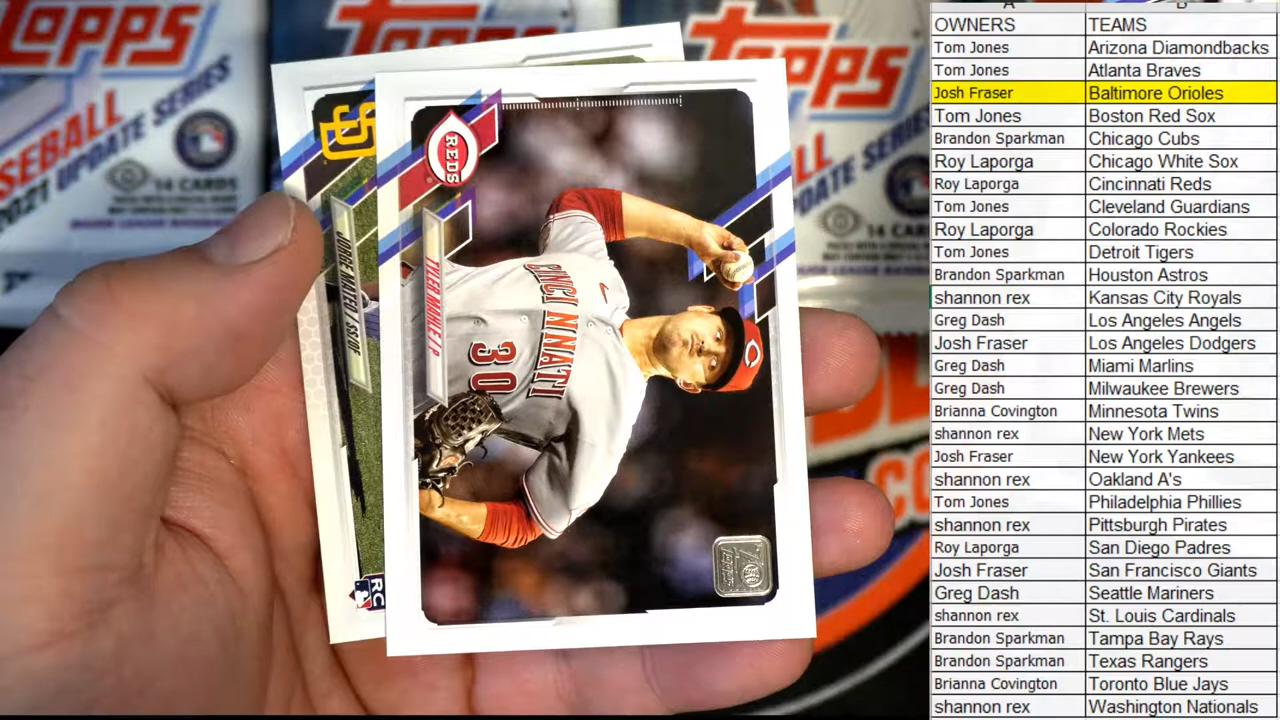 TOPPS
TOPPS
TOPPS
BASEBALL
2021 UPDATE SERIES
14 CARDS
UPDATE SERIES
14 CARDS
SD
REDS
TYLER MAHLE P
CINCINNATI
30
C
70
Topps
RC
OWNERS TEAMS
Tom Jones Arizona Diamondbacks
Tom Jones Atlanta Braves
Josh Fraser Baltimore Orioles
Tom Jones Boston Red Sox
Brandon Sparkman Chicago Cubs
Roy Laporga Chicago White Sox
Roy Laporga Cincinnati Reds
Tom Jones Cleveland Guardians
Roy Laporga Colorado Rockies
Tom Jones Detroit Tigers
Brandon Sparkman Houston Astros
shannon rex Kansas City Royals
Greg Dash Los Angeles Angels
Josh Fraser Los Angeles Dodgers
Greg Dash Miami Marlins
Greg Dash Milwaukee Brewers
Brianna Covington Minnesota Twins
shannon rex New York Mets
Josh Fraser New York Yankees
shannon rex Oakland A's
Tom Jones Philadelphia Phillies
shannon rex Pittsburgh Pirates
Roy Laporga San Diego Padres
Josh Fraser San Francisco Giants
Greg Dash Seattle Mariners
shannon rex St. Louis Cardinals
Brandon Sparkman Tampa Bay Rays
Brandon Sparkman Texas Rangers
Brianna Covington Toronto Blue Jays
shannon rex Washington Nationals